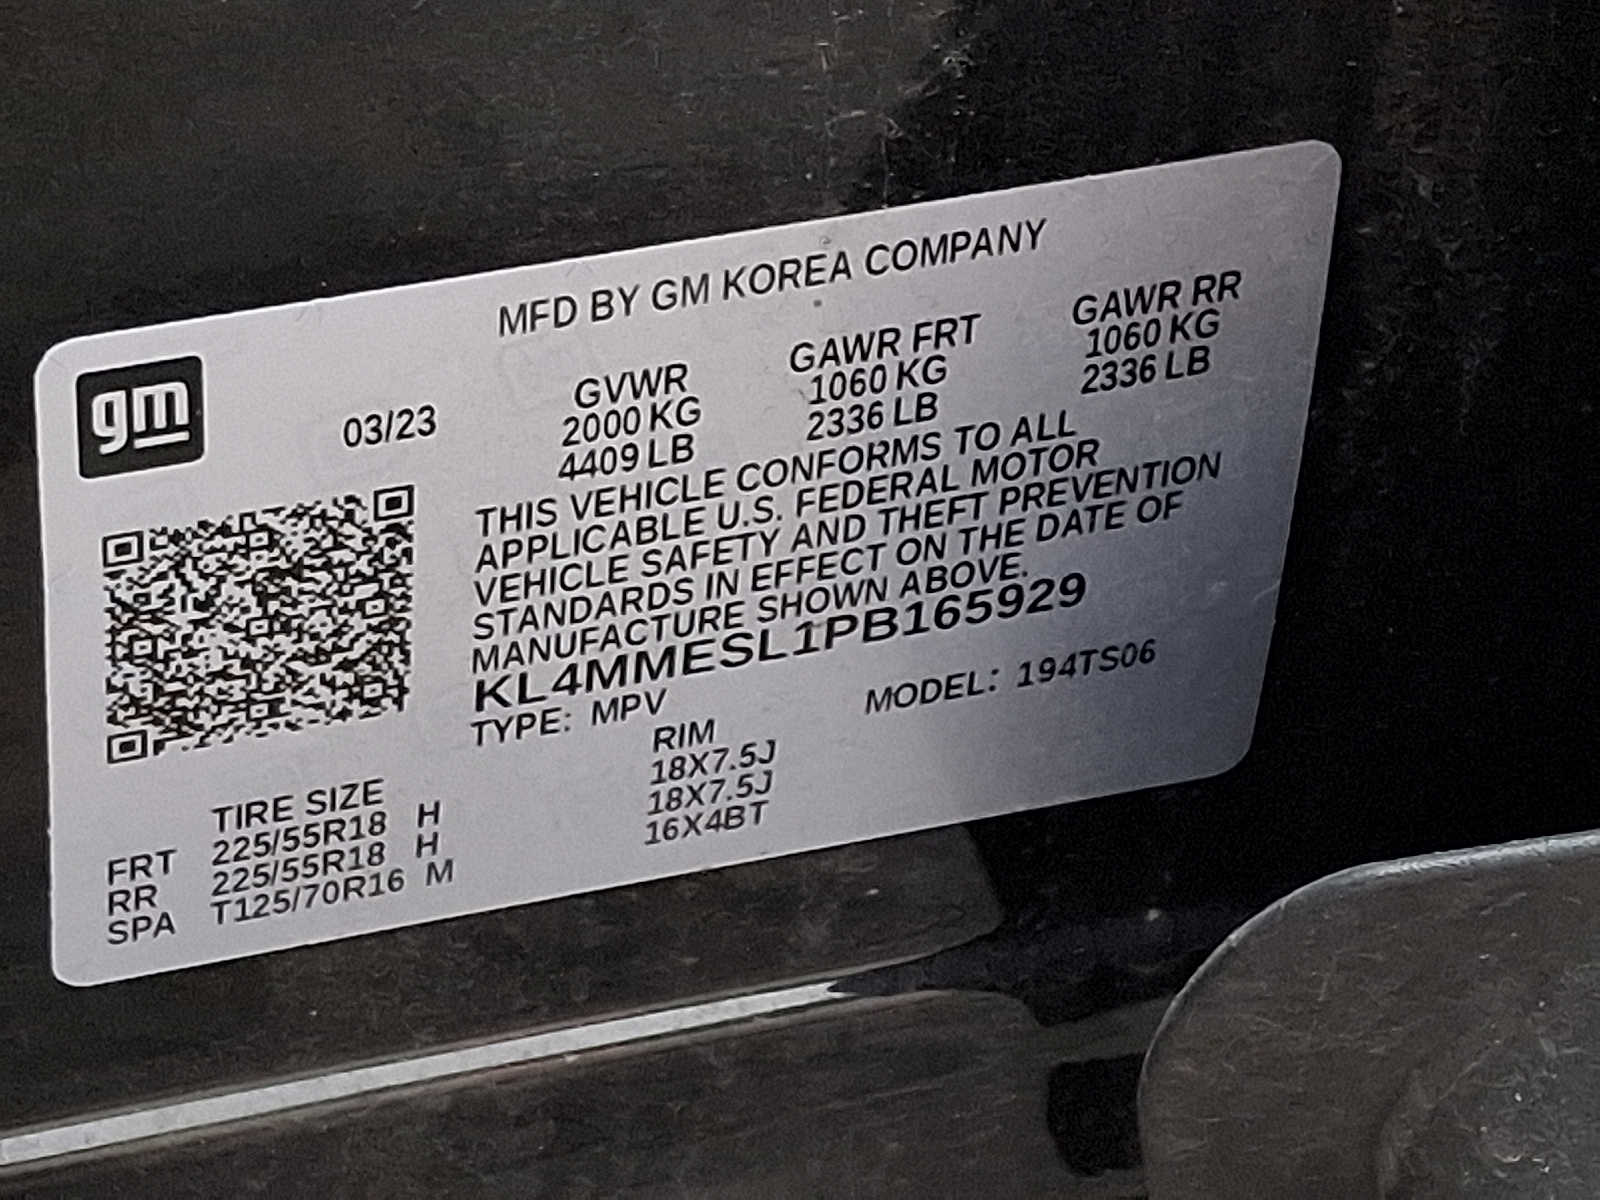 MFD BY GM KOREA COMPANY
gm
03/23
GVWR GAWR FRT GAWR RR
2000 KG 1060 KG 1060 KG
4409 LB 2336 LB 2336 LB
THIS VEHICLE CONFORMS TO ALL
APPLICABLE U.S. FEDERAL MOTOR
VEHICLE SAFETY AND THEFT PREVENTION
STANDARDS IN EFFECT ON THE DATE OF
MANUFACTURE SHOWN ABOVE.
KL4MMESL1PB165929
TYPE: MPV MODEL: 194TS06
TIRE SIZE RIM
FRT 225/55R18 H 18X7.5J
RR 225/55R18 H 18X7.5J
SPA T125/70R16 M 16X4BT